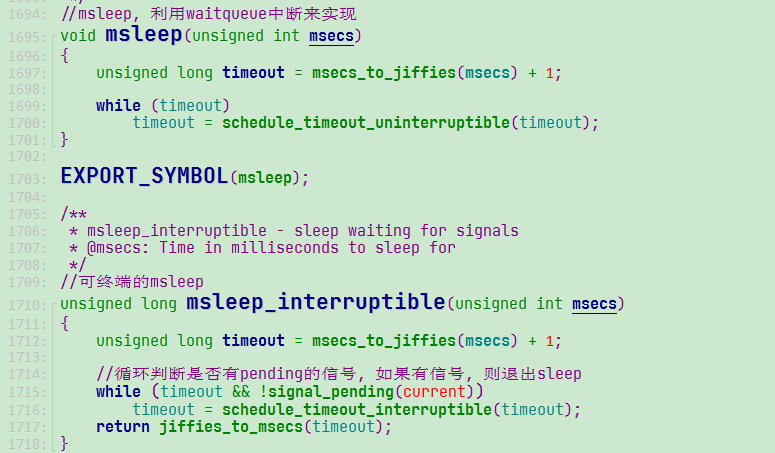 1694: //msleep, 利用waitqueue中断来实现
1695: void msleep(unsigned int msecs)
1696: {
1697: unsigned long timeout = msecs_to_jiffies(msecs) + 1;
1698:
1699: while (timeout)
1700: timeout = schedule_timeout_uninterruptible(timeout);
1701: }
1702:
1703: EXPORT_SYMBOL(msleep);
1704:
1705: /**
1706: * msleep_interruptible - sleep waiting for signals
1707: * @msecs: Time in milliseconds to sleep for
1708: */
1709: //可终端的msleep
1710: unsigned long msleep_interruptible(unsigned int msecs)
1711: {
1712: unsigned long timeout = msecs_to_jiffies(msecs) + 1;
1713:
1714: //循环判断是否有pending的信号, 如果有信号, 则退出sleep
1715: while (timeout && !signal_pending(current))
1716: timeout = schedule_timeout_interruptible(timeout);
1717: return jiffies_to_msecs(timeout);
1718: }